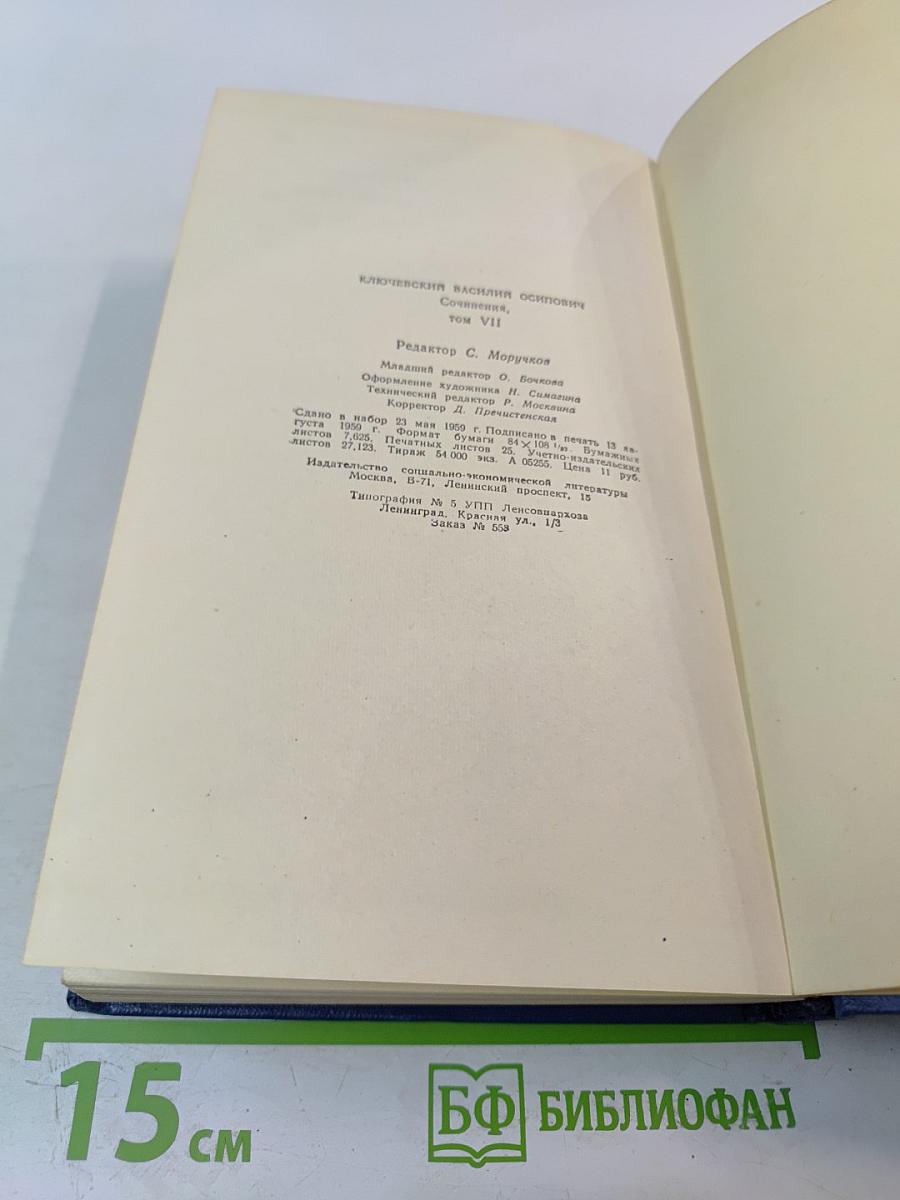 КЛЮЧЕВСКИЙ ВАСИЛИЙ ОСИПОВИЧ
Сочинения,
том VII
Редактор С. Моручков
Младший редактор О. Бочкова
Оформление художника Н. Симагина
Технический редактор Р. Москвина
Корректор Д. Пречистенская
Сдано в набор 23 мая 1959 г. Подписано в печать 13 ав-
густа 1959 г. Формат бумаги 84×108 1/32. Бумажных
листов 7,625. Печатных листов 25. Учетно-издательских
листов 27,123. Тираж 54 000 экз. А 05255. Цена 11 руб.
Издательство социально-экономической литературы
Москва, В-71, Ленинский проспект, 15
Типография № 5 УПП Ленсовнархоза
Ленинград, Красная ул., 1/3
Заказ № 553
15 см
БФ БИБЛИОФАН